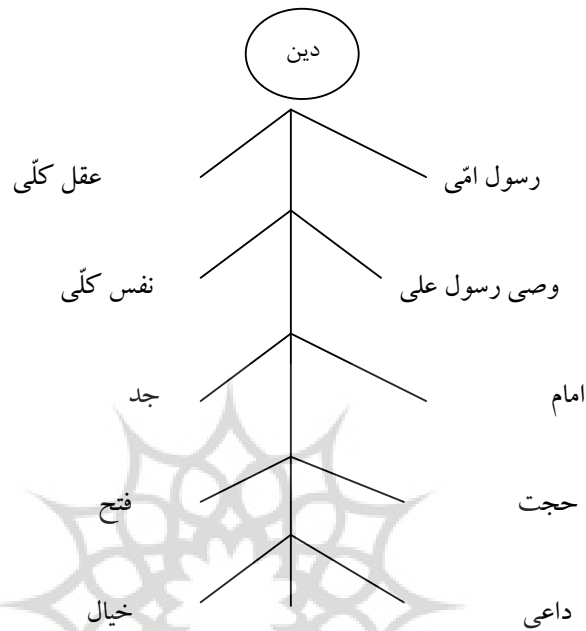 دین
رسول امّی
عقل کلّی
وصی رسول علی
نفس کلّی
امام
جد
حجت
فتح
داعی
خیال